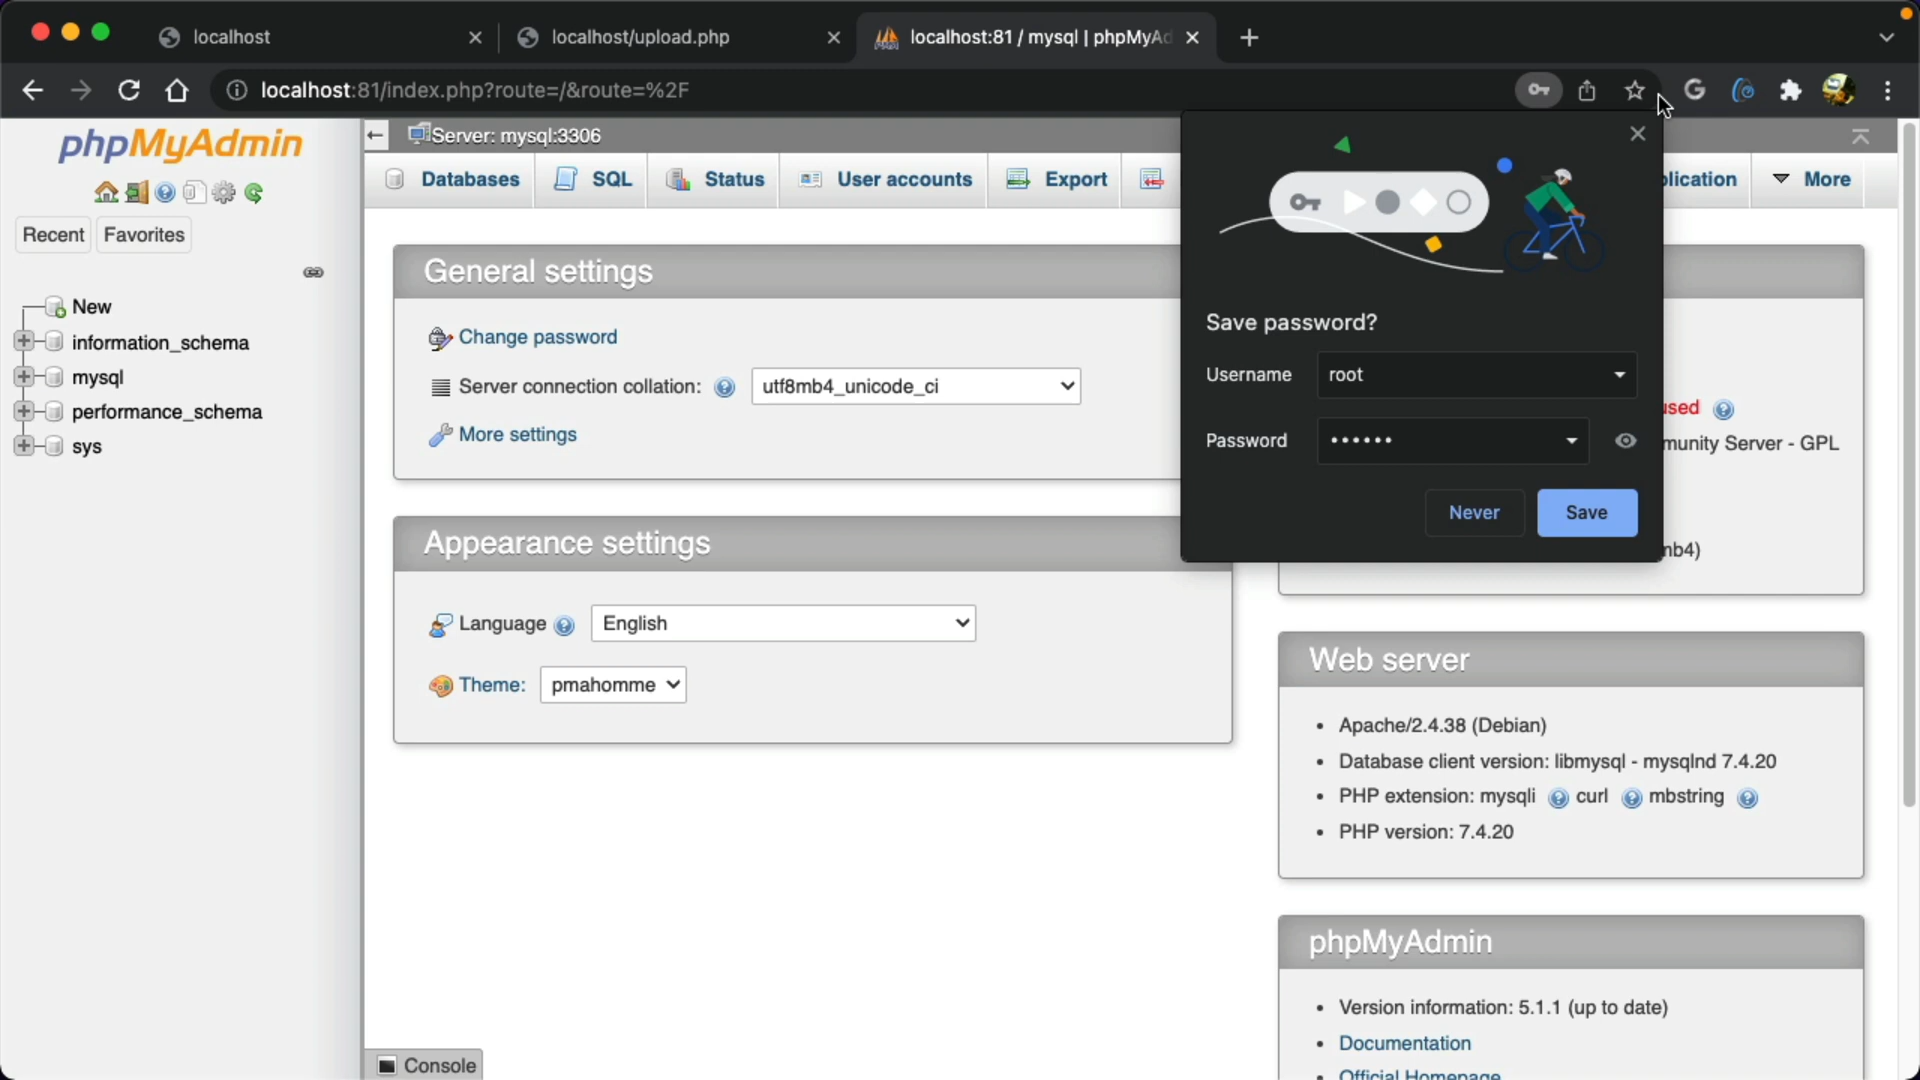 localhost
localhost/upload.php
localhost:81 / mysql | phpMyAd
localhost:81/index.php?route=/&route=%2F
phpMyAdmin
Recent
Favorites
New
information_schema
mysql
performance_schema
sys
Server: mysql:3306
Databases
SQL
Status
User accounts
Export
plication
More
General settings
Change password
Server connection collation:
utf8mb4_unicode_ci
More settings
Appearance settings
Language
English
Theme:
pmahomme
Save password?
Username
root
Password
••••••
Never
Save
used
munity Server - GPL
mb4)
Web server
Apache/2.4.38 (Debian)
Database client version: libmysql - mysqlnd 7.4.20
PHP extension: mysqli curl mbstring
PHP version: 7.4.20
phpMyAdmin
Version information: 5.1.1 (up to date)
Documentation
Official Homepage
Console